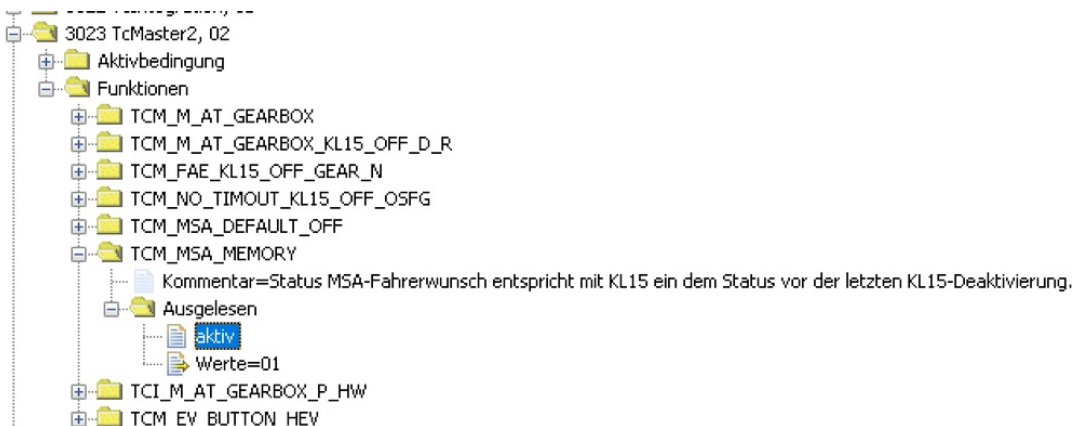 3023 TcMaster2, 02
Aktivbedingung
Funktionen
TCM_M_AT_GEARBOX
TCM_M_AT_GEARBOX_KL15_OFF_D_R
TCM_FAE_KL15_OFF_GEAR_N
TCM_NO_TIMOUT_KL15_OFF_OSFG
TCM_MSA_DEFAULT_OFF
TCM_MSA_MEMORY
Kommentar=Status MSA-Fahrerwunsch entspricht mit KL15 ein dem Status vor der letzten KL15-Deaktivierung.
Ausgelesen
aktiv
Werte=01
TCI_M_AT_GEARBOX_P_HW
TCM_EV_BUTTON_HEV